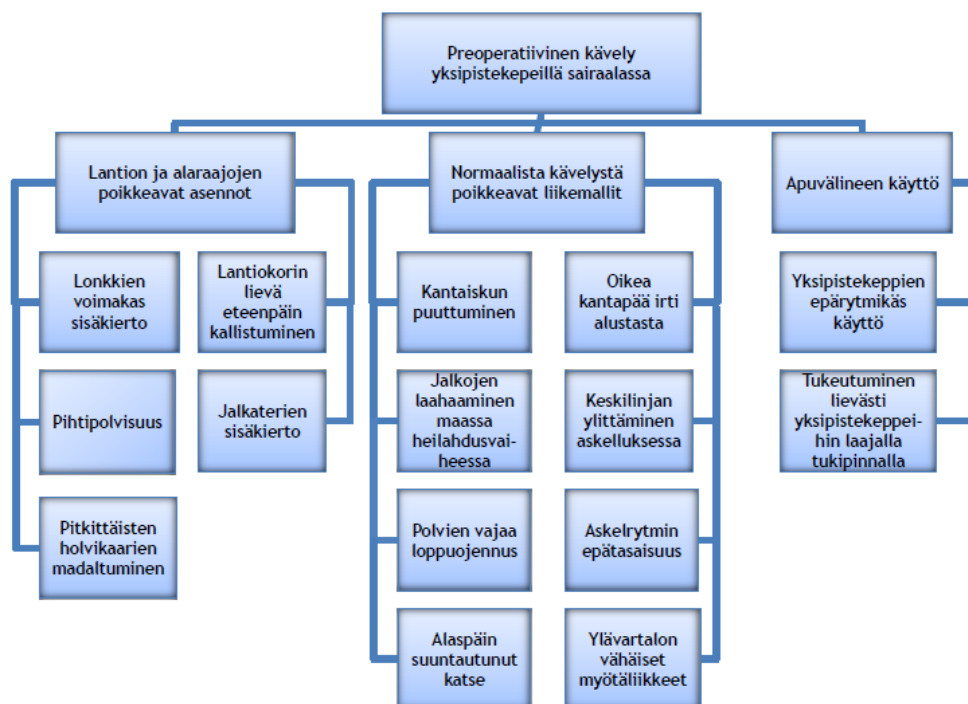 Preoperatiivinen kävely
yksipistekepeillä sairaalassa
Lantion ja alaraajojen
poikkeavat asennot
Normaalista kävelystä
poikkeavat liikemallit
Apuvälineen käyttö
Lonkkien
voimakas
sisäkierto
Lantiokorin
lievä
eteenpäin
kallistuminen
Kantaiskun
puuttuminen
Oikea
kantapää irti
alustasta
Yksipistekeppien
epärytmikäs
käyttö
Pihtipolvisuus
Jalkaterien
sisäkierto
Jalkojen
laahaaminen
maassa
heilahdusvai-
heessa
Keskilinjan
ylittäminen
askelluksessa
Tukeutuminen
lievästi
yksipistekeppei-
hin laajalla
tukipinnalla
Pitkittäisten
holvikaarien
madaltuminen
Polvien vajaa
loppuojennus
Askelrytmin
epätasaisuus
Alaspäin
suuntautunut
katse
Ylävartalon
vähäiset
myötäliikkeet